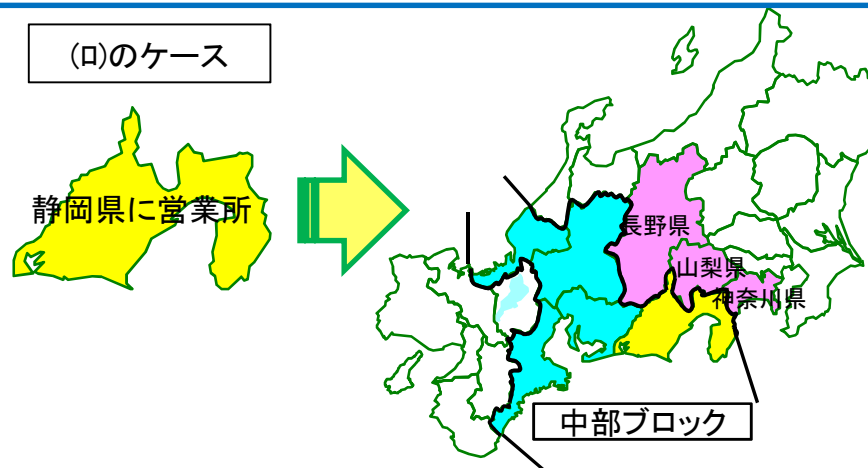 (ロ)のケース
静岡県に営業所
長野県
山梨県
神奈川県
中部ブロック